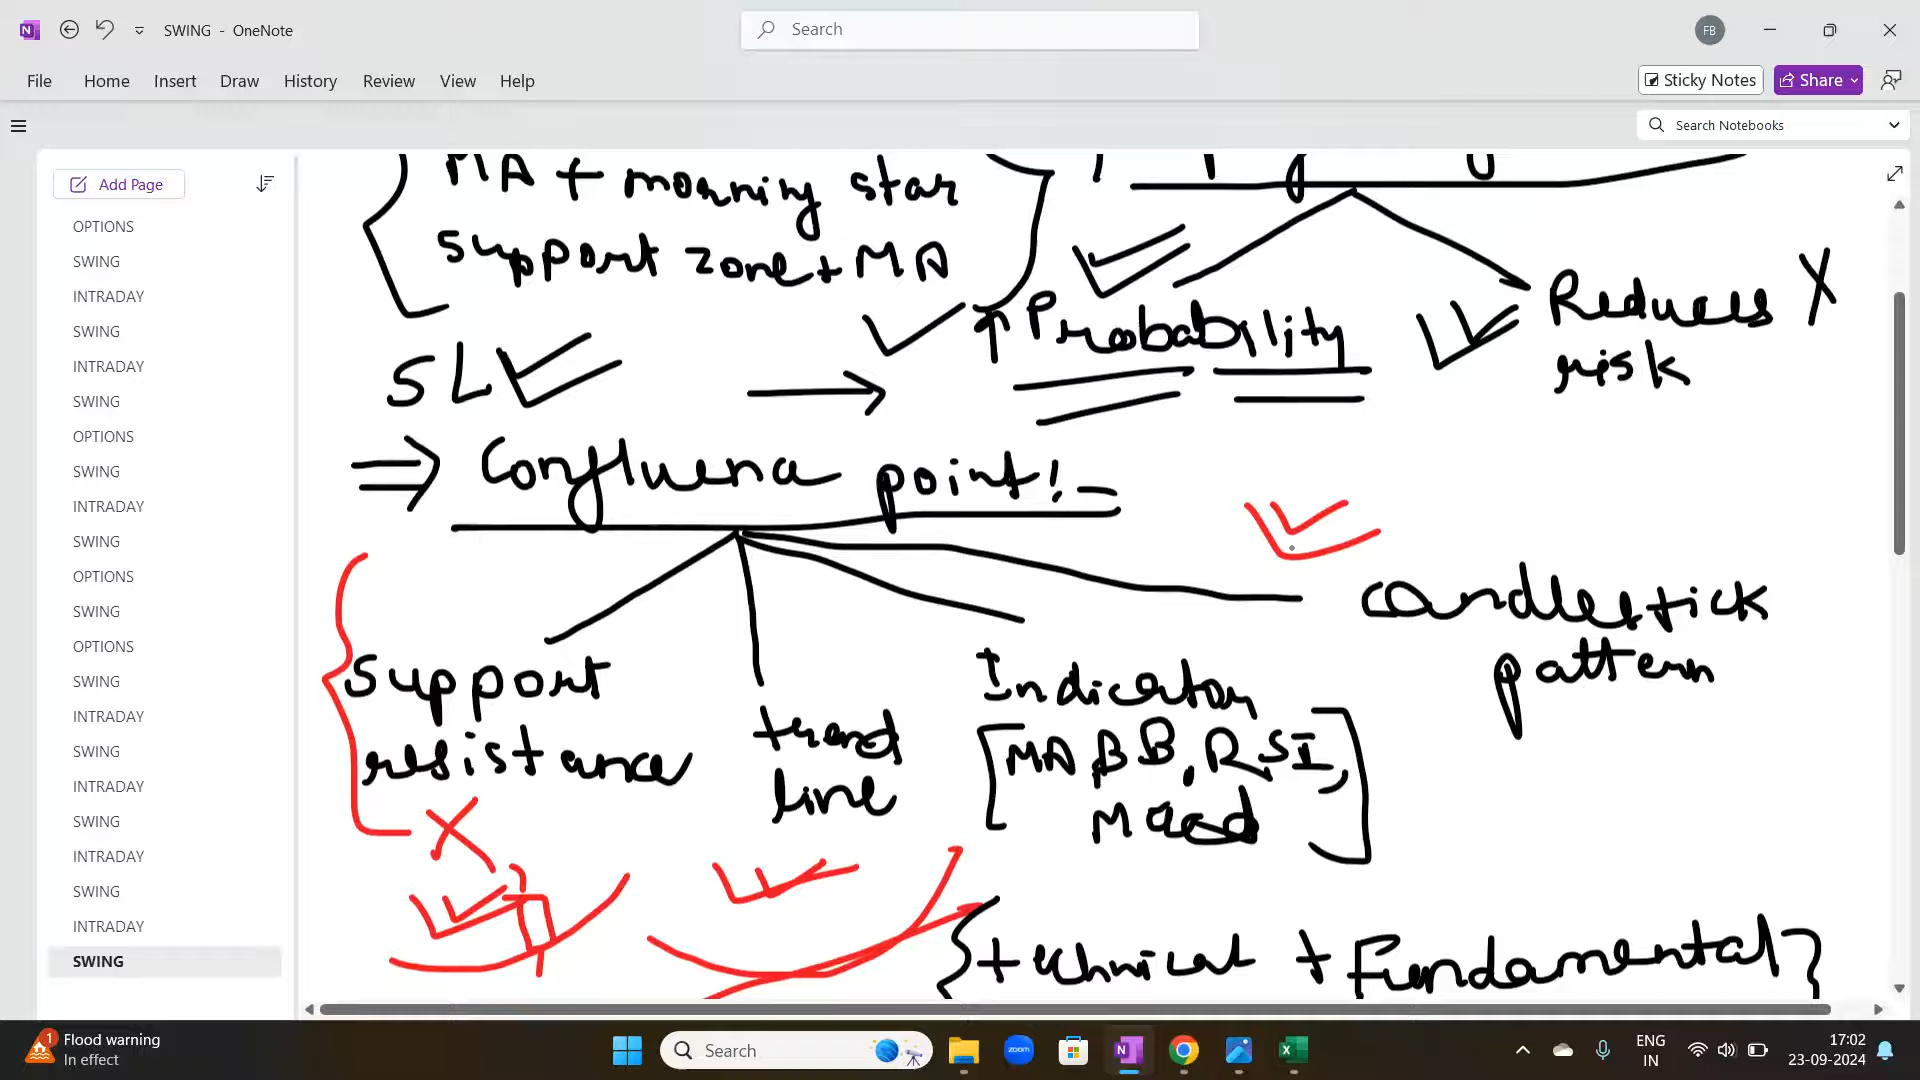 SWING - OneNote
Search
FB
File Home Insert Draw History Review View Help
Sticky Notes
Share
Search Notebooks
Add Page
OPTIONS
SWING
INTRADAY
SWING
INTRADAY
SWING
OPTIONS
SWING
INTRADAY
SWING
OPTIONS
SWING
OPTIONS
SWING
INTRADAY
SWING
INTRADAY
SWING
INTRADAY
SWING
INTRADAY
SWING
MA + morning star
support zone + MA
SL
↑ Probability
Reduces X
risk
⇒ Confluence point! -
Support
resistance
trend
line
Indicator
[MA BB, RSI,
Macd]
candlestick
pattern
{technical + Fundamental}
1
Flood warning
In effect
Search
zoom
ENG
IN
17:02
23-09-2024